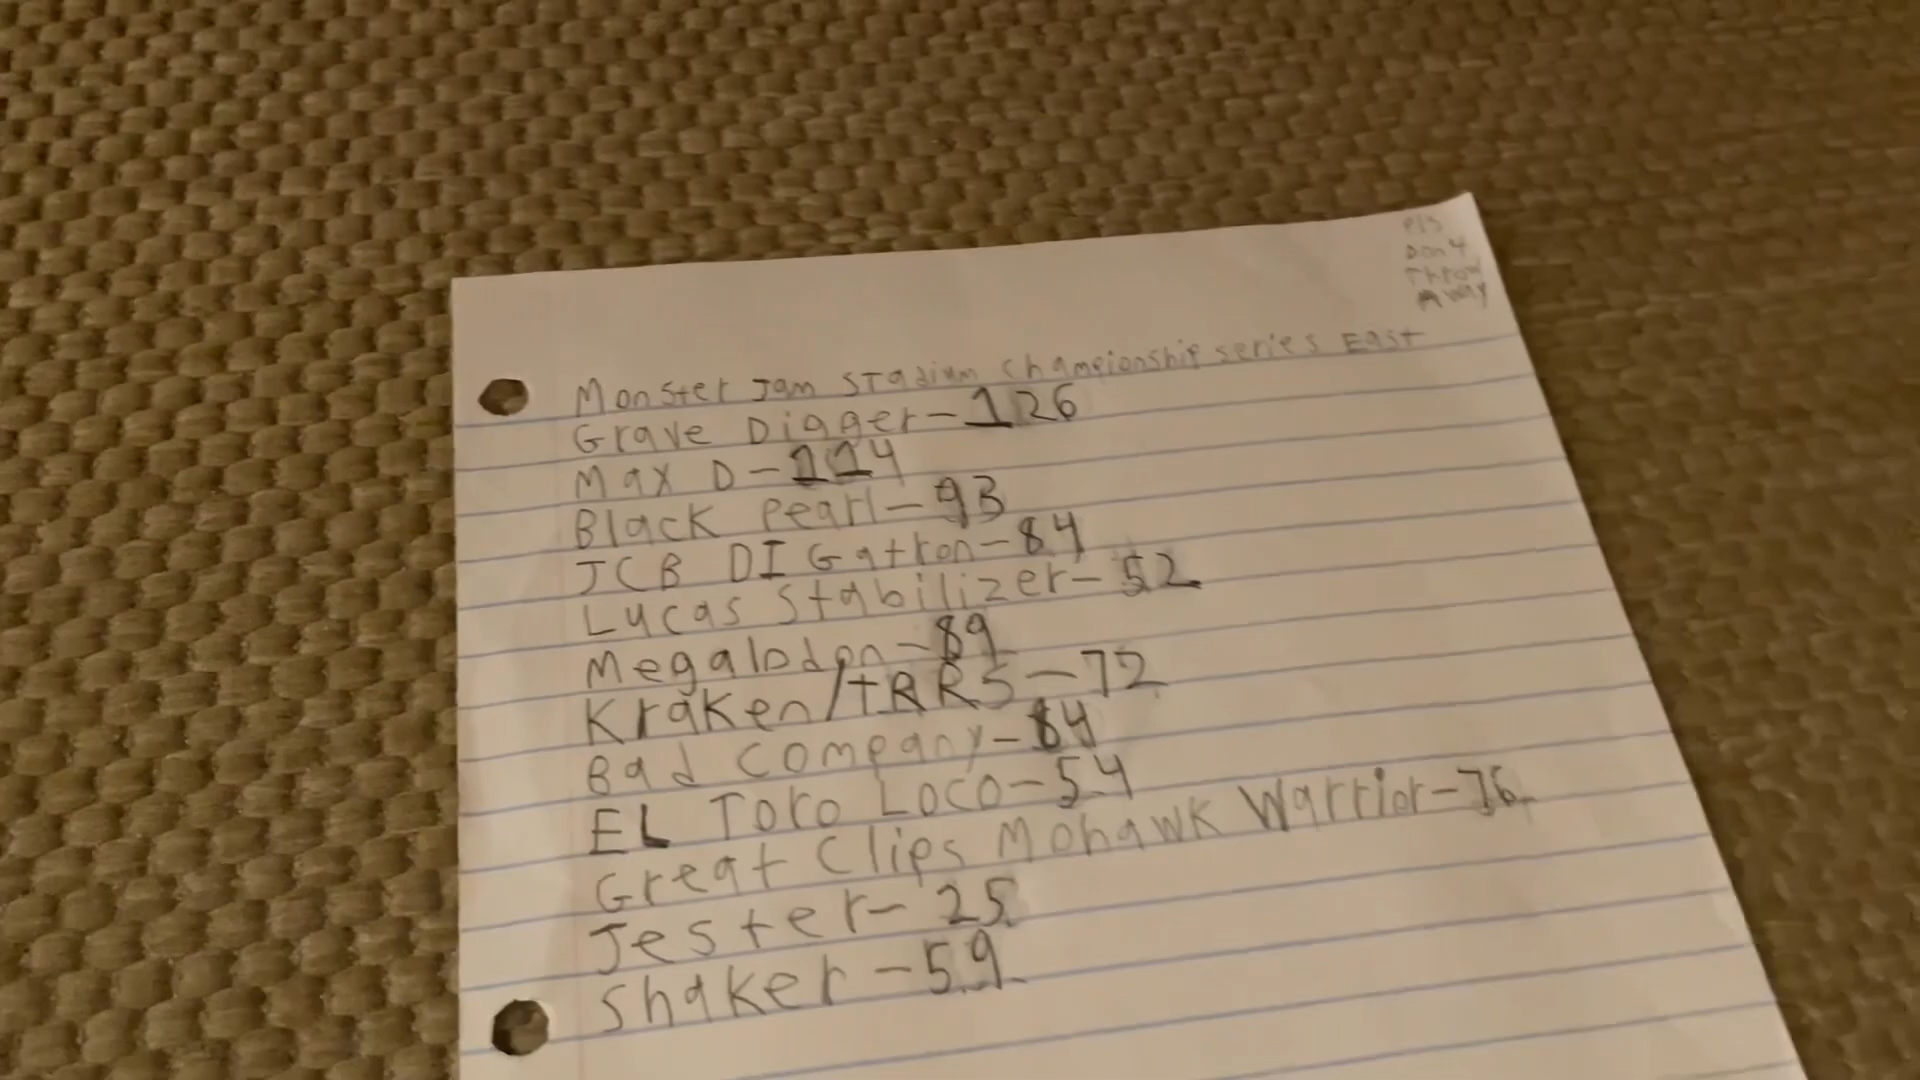 Pls
Don4
Throw
Away
Monster Jam Stadium Championship series East
Grave Digger-126
Max D-114
Black Pearl-93
JCB DIGatron-84
Lucas Stabilizer-52
Megalodon-89
Kraken/TRRS-72
Bad Company-84
EL Toro Loco-54
Great Clips Mohawk Warrior-76
Jester-25
Shaker-59